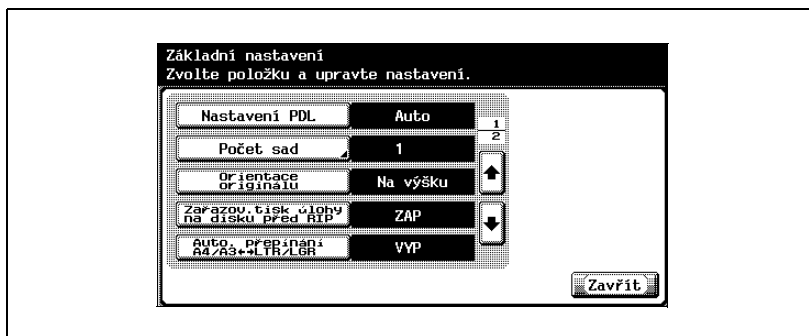 Základní nastavení
Zvolte položku a upravte nastavení.
Nastavení PDL
Auto
1
2
Počet sad
1
Orientace
originálu
Na výšku
Zařazov.tisk úlohy
na disku před RIP
ZAP
Auto. přepínání
A4/A3↔LTR/LGR
VYP
Zavřít